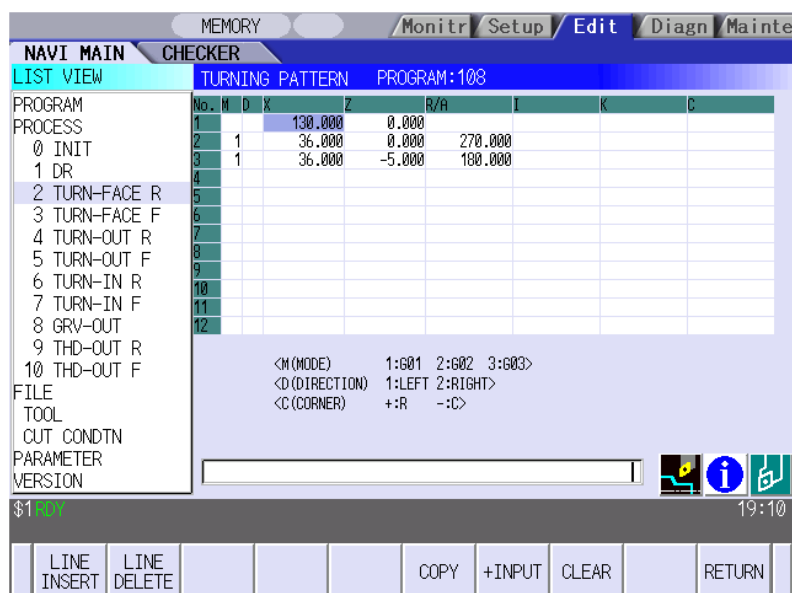 MEMORY Monitr Setup Edit Diagn Mainte
NAVI MAIN CHECKER
LIST VIEW
TURNING PATTERN PROGRAM:108
PROGRAM
PROCESS
0 INIT
1 DR
2 TURN-FACE R
3 TURN-FACE F
4 TURN-OUT R
5 TURN-OUT F
6 TURN-IN R
7 TURN-IN F
8 GRV-OUT
9 THD-OUT R
10 THD-OUT F
FILE
TOOL
CUT CONDTN
PARAMETER
VERSION
No. M D X Z R/A I K C
1 130.000 0.000
2 1 36.000 0.000 270.000
3 1 36.000 -5.000 180.000
4
5
6
7
8
9
10
11
12
<M(MODE) 1:G01 2:G02 3:G03>
<D(DIRECTION) 1:LEFT 2:RIGHT>
<C(CORNER) +:R -:C>
i
$1 RDY 19:10
LINE INSERT
LINE DELETE
COPY
+INPUT
CLEAR
RETURN